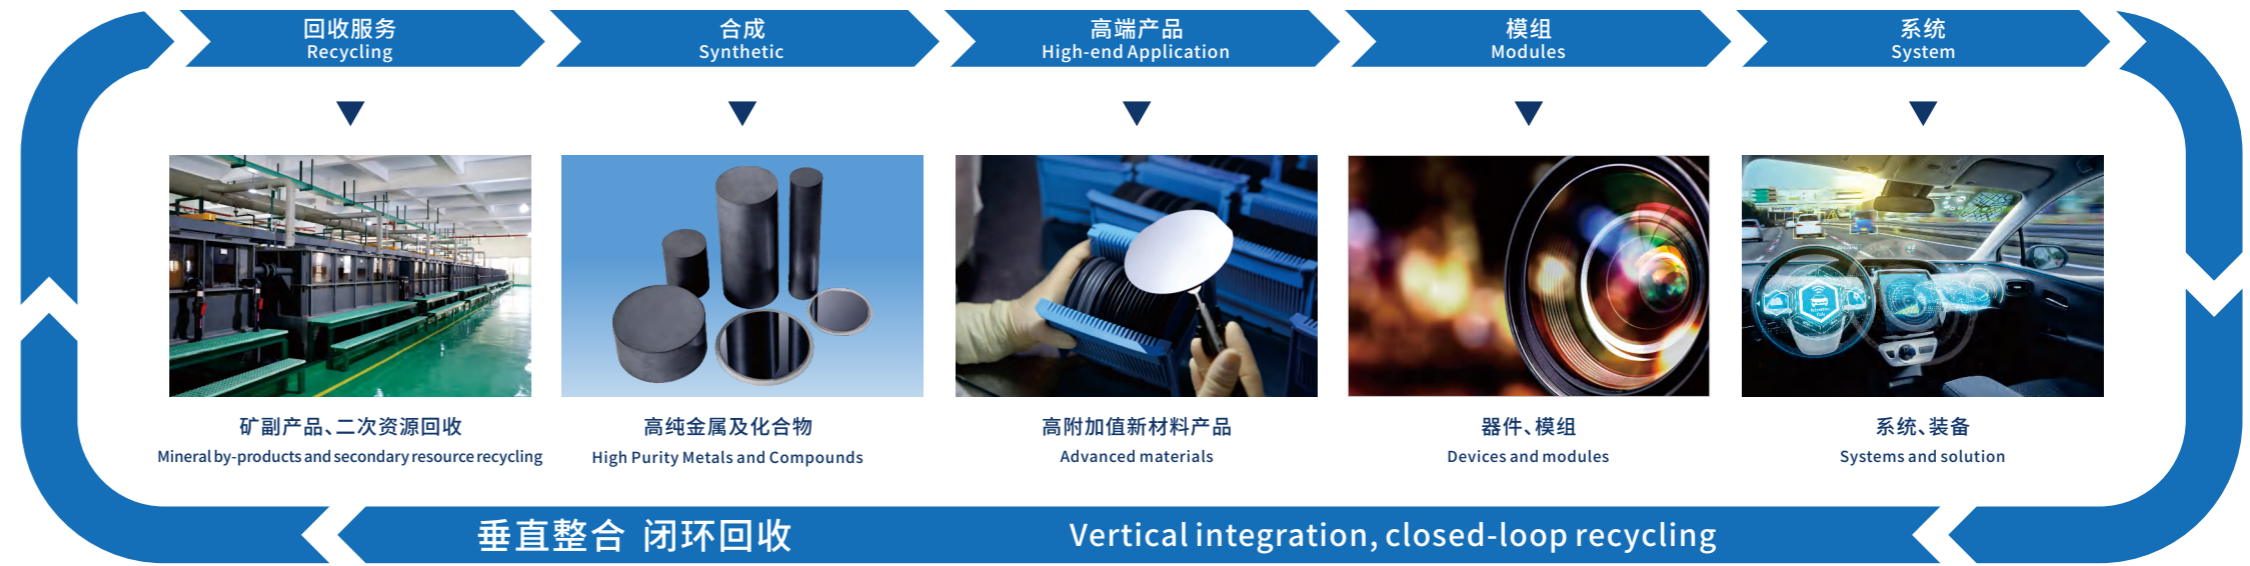 回收服务
Recycling
合成
Synthetic
高端产品
High-end Application
模组
Modules
系统
System
矿副产品、二次资源回收
Mineral by-products and secondary resource recycling
高纯金属及化合物
High Purity Metals and Compounds
高附加值新材料产品
Advanced materials
器件、模组
Devices and modules
系统、装备
Systems and solution
垂直整合 闭环回收
Vertical integration, closed-loop recycling